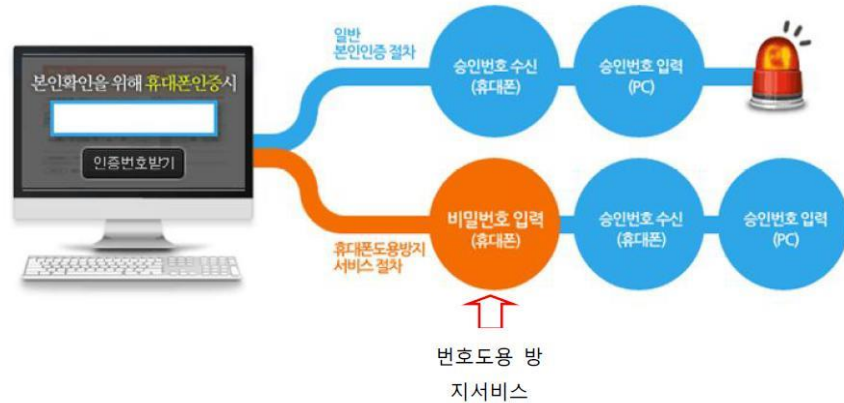 본인확인을 위해 휴대폰인증시
인증번호받기
일반
본인인증 절차
승인번호 수신
(휴대폰)
승인번호 입력
(PC)
휴대폰도용방지
서비스 절차
비밀번호 입력
(휴대폰)
승인번호 수신
(휴대폰)
승인번호 입력
(PC)
번호도용 방
지서비스